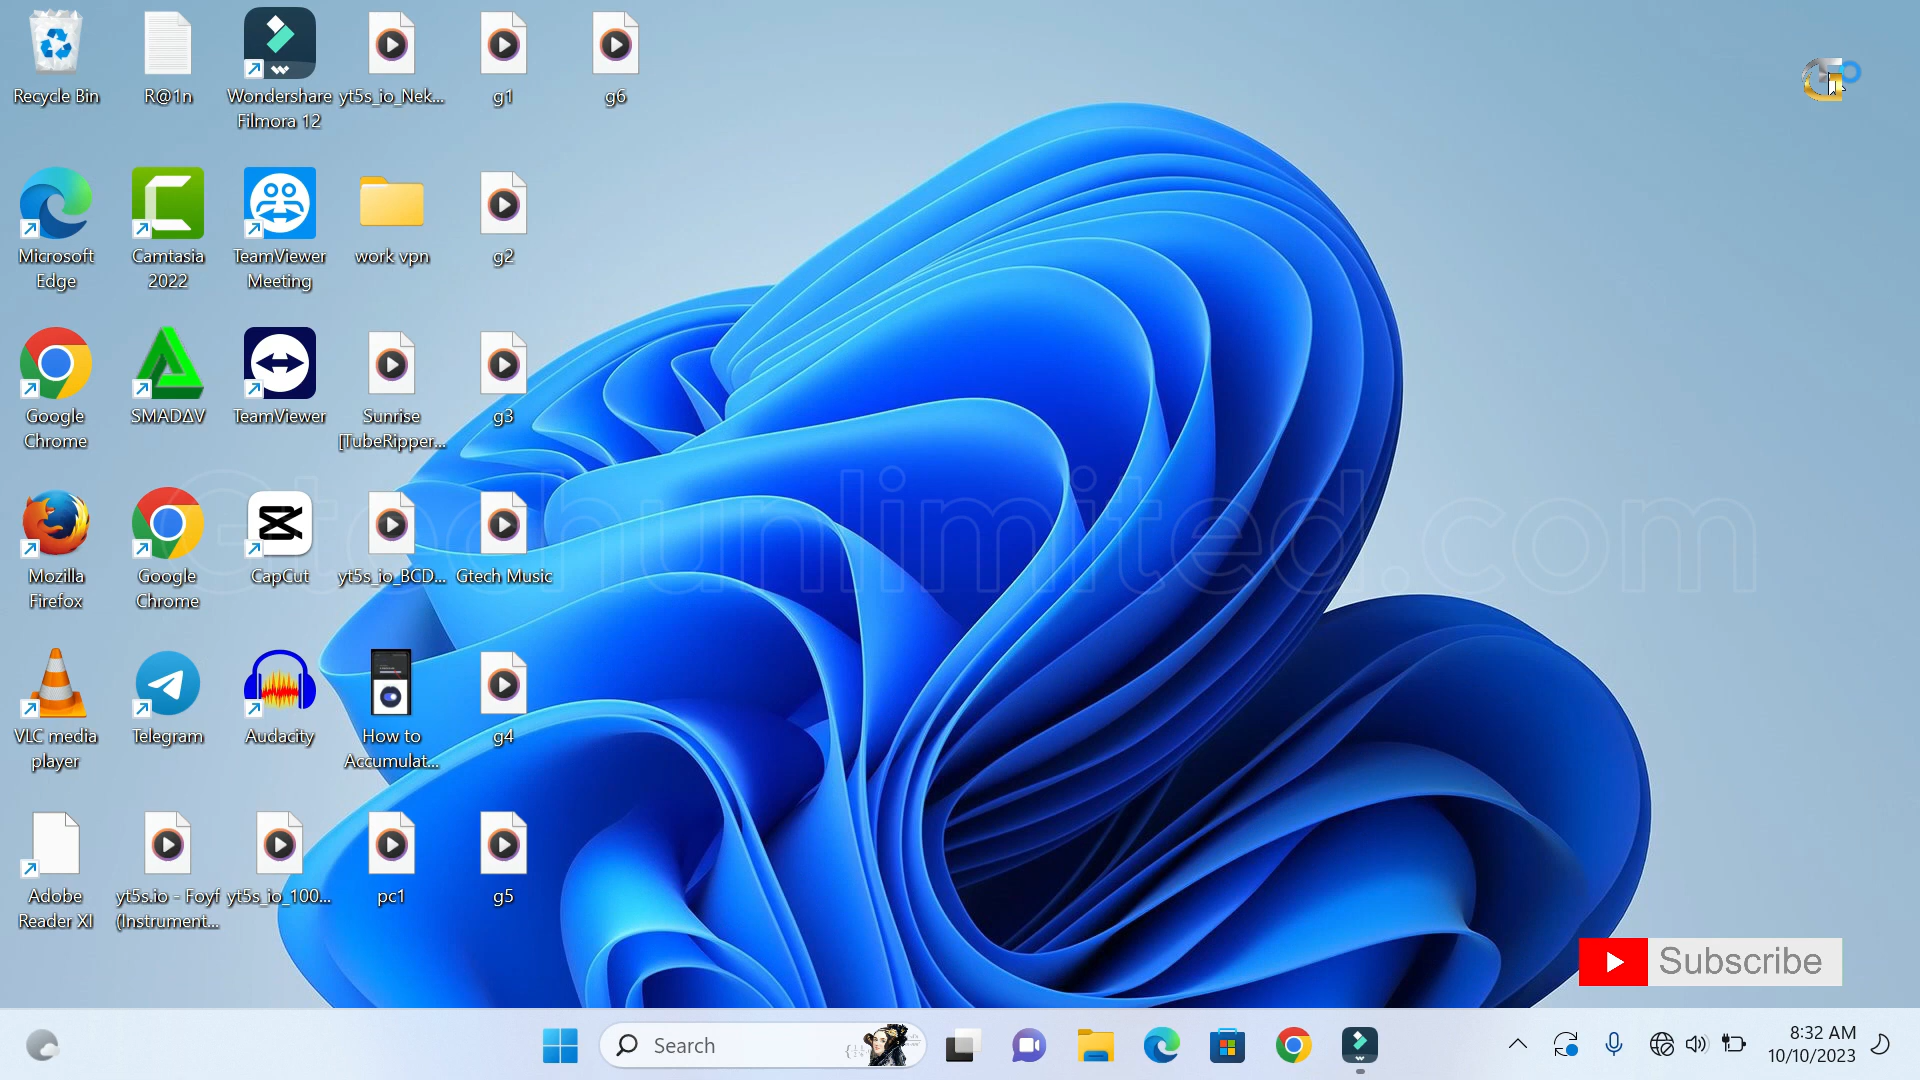 Recycle Bin
R@1n
Wondershare
Filmora 12
yt5s_io_Nek...
g1
g6
Microsoft
Edge
Camtasia
2022
TeamViewer
Meeting
work vpn
g2
Google
Chrome
SMADΔV
TeamViewer
Sunrise
[TubeRipper...
g3
Gtechunlimited.com
Mozilla
Firefox
Google
Chrome
CapCut
yt5s_io_BCD...
Gtech Music
VLC media
player
Telegram
Audacity
How to
Accumulat...
g4
Adobe
Reader XI
yt5s.io - Foyf
(Instrument...
yt5s_io_100...
pc1
g5
Subscribe
Search
8:32 AM
10/10/2023